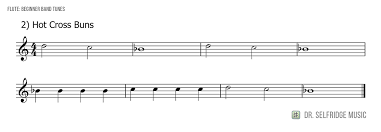 FLUTE: BEGINNER BAND TUNES
2) Hot Cross Buns
DR. SELFRIDGE MUSIC